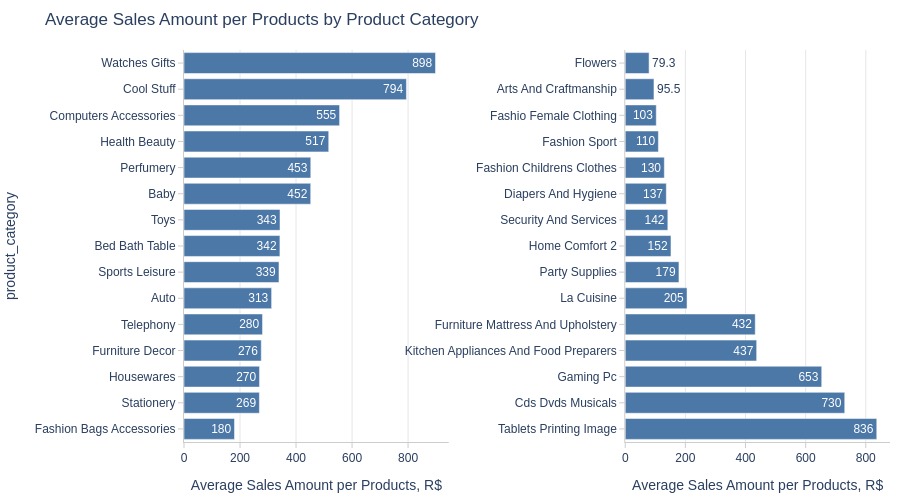 Average Sales Amount per Products by Product Category
product_category
Watches Gifts 898
Cool Stuff 794
Computers Accessories 555
Health Beauty 517
Perfumery 453
Baby 452
Toys 343
Bed Bath Table 342
Sports Leisure 339
Auto 313
Telephony 280
Furniture Decor 276
Housewares 270
Stationery 269
Fashion Bags Accessories 180
0 200 400 600 800
Average Sales Amount per Products, R$
Flowers 79.3
Arts And Craftmanship 95.5
Fashio Female Clothing 103
Fashion Sport 110
Fashion Childrens Clothes 130
Diapers And Hygiene 137
Security And Services 142
Home Comfort 2 152
Party Supplies 179
La Cuisine 205
Furniture Mattress And Upholstery 432
Kitchen Appliances And Food Preparers 437
Gaming Pc 653
Cds Dvds Musicals 730
Tablets Printing Image 836
0 200 400 600 800
Average Sales Amount per Products, R$